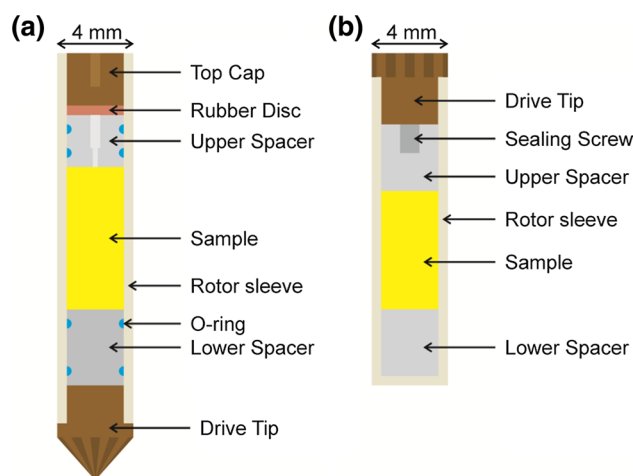 (a)
4 mm
Top Cap
Rubber Disc
Upper Spacer
Sample
Rotor sleeve
O-ring
Lower Spacer
Drive Tip
(b)
4 mm
Drive Tip
Sealing Screw
Upper Spacer
Rotor sleeve
Sample
Lower Spacer